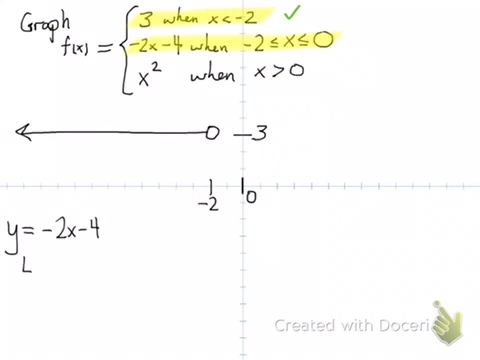 Graph
f(x) = { 3 when x < -2 ✓
-2x-4 when -2 ≤ x ≤ 0
x² when x > 0
3
-2 0
y = -2x-4
L
Created with Doceri